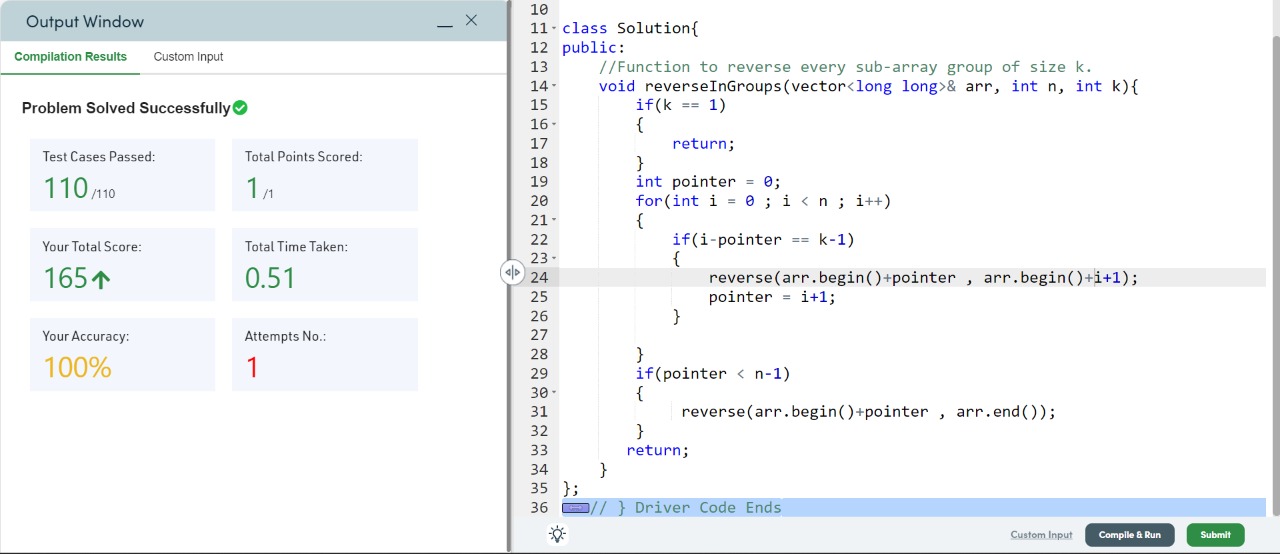 Output Window
Compilation Results Custom Input
Problem Solved Successfully
Test Cases Passed:
110 /110
Total Points Scored:
1 /1
Your Total Score:
165
Total Time Taken:
0.51
Your Accuracy:
100%
Attempts No.:
1
10
11 class Solution{
12 public:
13     //Function to reverse every sub-array group of size k.
14     void reverseInGroups(vector<long long>& arr, int n, int k){
15         if(k == 1)
16         {
17             return;
18         }
19         int pointer = 0;
20         for(int i = 0 ; i < n ; i++)
21         {
22             if(i-pointer == k-1)
23             {
24                 reverse(arr.begin()+pointer , arr.begin()+i+1);
25                 pointer = i+1;
26             }
27
28         }
29         if(pointer < n-1)
30         {
31              reverse(arr.begin()+pointer , arr.end());
32         }
33        return;
34     }
35 };
36 // } Driver Code Ends
Custom Input Compile & Run Submit